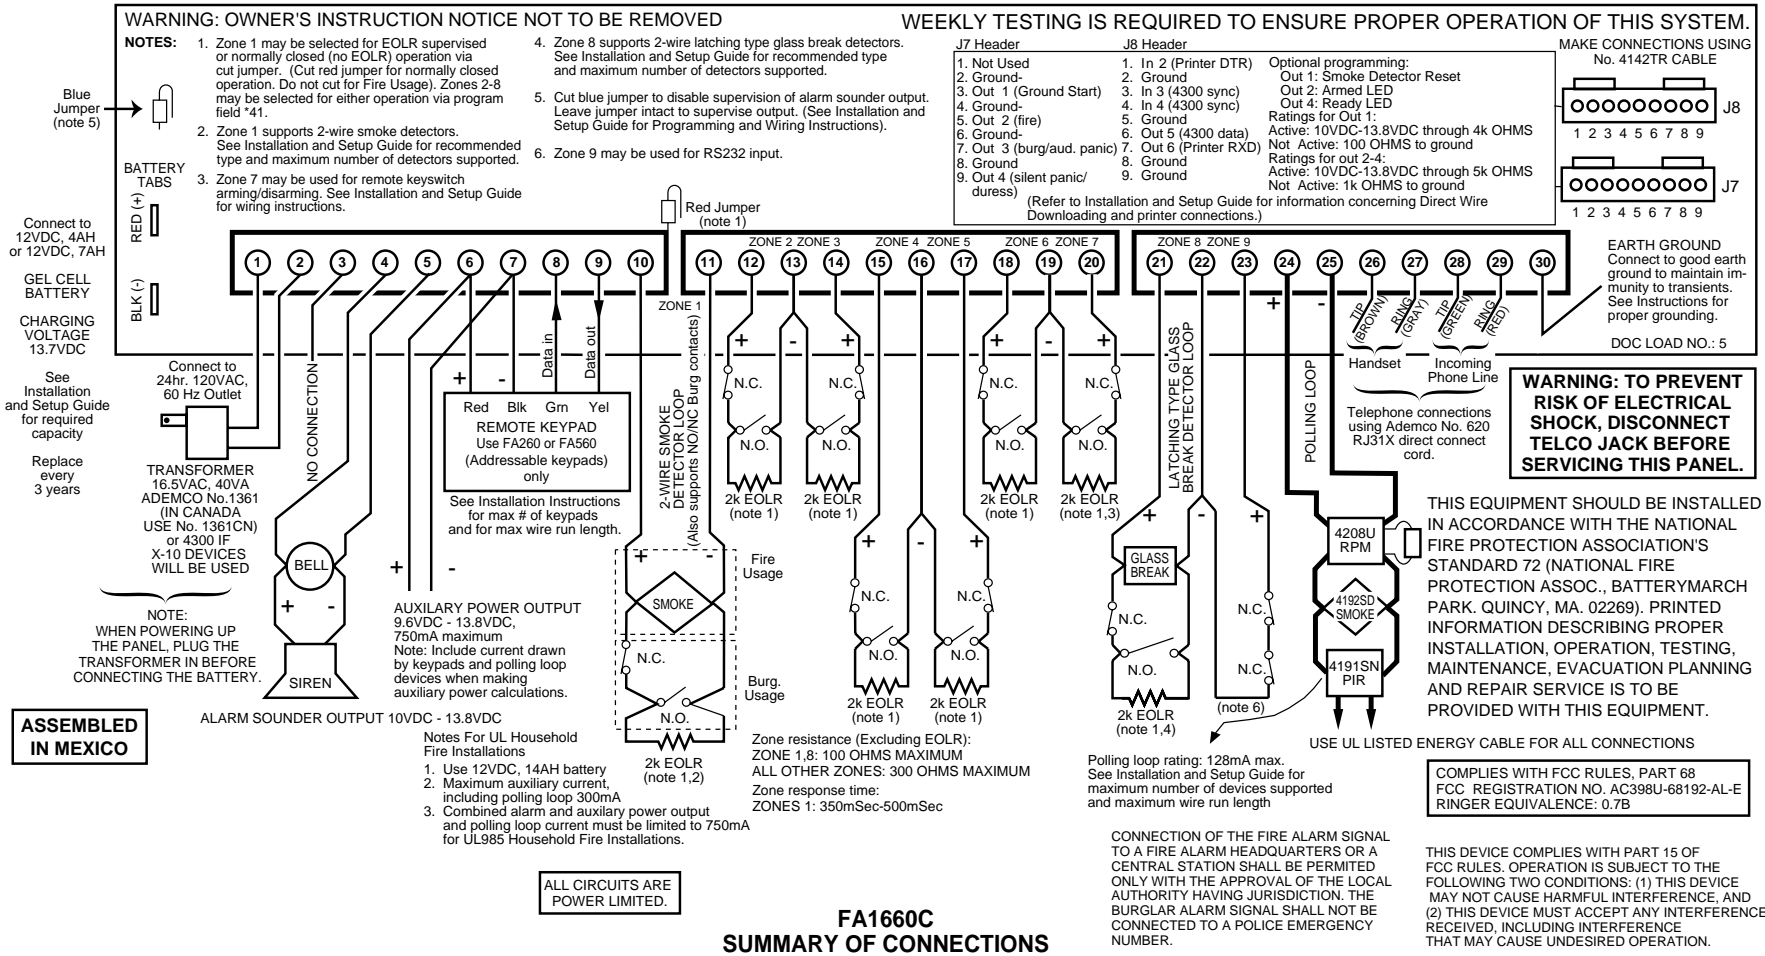 WARNING: OWNER'S INSTRUCTION NOTICE NOT TO BE REMOVED
WEEKLY TESTING IS REQUIRED TO ENSURE PROPER OPERATION OF THIS SYSTEM.
NOTES:
1. Zone 1 may be selected for EOLR supervised
or normally closed (no EOLR) operation via
cut jumper. (Cut red jumper for normally closed
operation. Do not cut for Fire Usage). Zones 2-8
may be selected for either operation via program
field *41.
2. Zone 1 supports 2-wire smoke detectors.
See Installation and Setup Guide for recommended
type and maximum number of detectors supported.
3. Zone 7 may be used for remote keyswitch
arming/disarming. See Installation and Setup Guide
for wiring instructions.
4. Zone 8 supports 2-wire latching type glass break detectors.
See Installation and Setup Guide for recommended type
and maximum number of detectors supported.
5. Cut blue jumper to disable supervision of alarm sounder output.
Leave jumper intact to supervise output. (See Installation and
Setup Guide for Programming and Wiring Instructions).
6. Zone 9 may be used for RS232 input.
J7 Header
1. Not Used
2. Ground-
3. Out 1 (Ground Start)
4. Ground-
5. Out 2 (fire)
6. Ground-
7. Out 3 (burg/aud. panic)
8. Ground
9. Out 4 (silent panic/
duress)
J8 Header
1. In 2 (Printer DTR)
2. Ground
3. In 3 (4300 sync)
4. In 4 (4300 sync)
5. Ground
6. Out 5 (4300 data)
7. Out 6 (Printer RXD)
8. Ground
9. Ground
Optional programming:
Out 1: Smoke Detector Reset
Out 2: Armed LED
Out 4: Ready LED
Ratings for Out 1:
Active: 10VDC-13.8VDC through 4k OHMS
Not Active: 100 OHMS to ground
Ratings for out 2-4:
Active: 10VDC-13.8VDC through 5k OHMS
Not Active: 1k OHMS to ground
(Refer to Installation and Setup Guide for information concerning Direct Wire
Downloading and printer connections.)
MAKE CONNECTIONS USING
No. 4142TR CABLE
J8
1 2 3 4 5 6 7 8 9
J7
1 2 3 4 5 6 7 8 9
Blue
Jumper
(note 5)
BATTERY
TABS
RED (+)
BLK (-)
Connect to
12VDC, 4AH
or 12VDC, 7AH
GEL CELL
BATTERY
CHARGING
VOLTAGE
13.7VDC
See
Installation
and Setup Guide
for required
capacity
Replace
every
3 years
Red Jumper
(note 1)
1 2 3 4 5 6 7 8 9 10
ZONE 2 ZONE 3 ZONE 4 ZONE 5 ZONE 6 ZONE 7
11 12 13 14 15 16 17 18 19 20
ZONE 8 ZONE 9
21 22 23 24 25 26 27 28 29 30
ZONE 1
EARTH GROUND
Connect to good earth
ground to maintain im-
munity to transients.
See Instructions for
proper grounding.
DOC LOAD NO.: 5
Connect to
24hr. 120VAC,
60 Hz Outlet
TRANSFORMER
16.5VAC, 40VA
ADEMCO No.1361
(IN CANADA
USE No. 1361CN)
or 4300 IF
X-10 DEVICES
WILL BE USED
NOTE:
WHEN POWERING UP
THE PANEL, PLUG THE
TRANSFORMER IN BEFORE
CONNECTING THE BATTERY.
NO CONNECTION
BELL
+ -
SIREN
ALARM SOUNDER OUTPUT 10VDC - 13.8VDC
+ -
AUXILARY POWER OUTPUT
9.6VDC - 13.8VDC,
750mA maximum
Note: Include current drawn
by keypads and polling loop
devices when making
auxiliary power calculations.
+ -
Data in
Data out
Red Blk Grn Yel
REMOTE KEYPAD
Use FA260 or FA560
(Addressable keypads)
only
See Installation Instructions
for max # of keypads
and for max wire run length.
2-WIRE SMOKE
DETECTOR LOOP
(Also supports NO/NC Burg contacts)
+ -
SMOKE
Fire
Usage
N.C.
N.O.
Burg.
Usage
2k EOLR
(note 1,2)
+ - +
N.C. N.C.
N.O. N.O.
2k EOLR
(note 1)
2k EOLR
(note 1)
+ - +
N.C. N.C.
N.O. N.O.
2k EOLR
(note 1)
2k EOLR
(note 1)
+ - +
N.C. N.C.
N.O. N.O.
2k EOLR
(note 1)
2k EOLR
(note 1,3)
LATCHING TYPE GLASS
BREAK DETECTOR LOOP
+ - +
GLASS
BREAK
N.C.
N.O.
2k EOLR
(note 1,4)
N.C.
N.C.
(note 6)
+ -
POLLING LOOP
4208U
RPM
4192SD
SMOKE
4191SN
PIR
TIP
(BROWN)
RING
(GRAY)
TIP
(GREEN)
RING
(RED)
Handset
Incoming
Phone Line
Telephone connections
using Ademco No. 620
RJ31X direct connect
cord.
WARNING: TO PREVENT
RISK OF ELECTRICAL
SHOCK, DISCONNECT
TELCO JACK BEFORE
SERVICING THIS PANEL.
THIS EQUIPMENT SHOULD BE INSTALLED
IN ACCORDANCE WITH THE NATIONAL
FIRE PROTECTION ASSOCIATION'S
STANDARD 72 (NATIONAL FIRE
PROTECTION ASSOC., BATTERYMARCH
PARK. QUINCY, MA. 02269). PRINTED
INFORMATION DESCRIBING PROPER
INSTALLATION, OPERATION, TESTING,
MAINTENANCE, EVACUATION PLANNING
AND REPAIR SERVICE IS TO BE
PROVIDED WITH THIS EQUIPMENT.
USE UL LISTED ENERGY CABLE FOR ALL CONNECTIONS
ASSEMBLED
IN MEXICO
Notes For UL Household
Fire Installations
1. Use 12VDC, 14AH battery
2. Maximum auxiliary current,
including polling loop 300mA
3. Combined alarm and auxilary power output
and polling loop current must be limited to 750mA
for UL985 Household Fire Installations.
Zone resistance (Excluding EOLR):
ZONE 1,8: 100 OHMS MAXIMUM
ALL OTHER ZONES: 300 OHMS MAXIMUM
Zone response time:
ZONES 1: 350mSec-500mSec
Polling loop rating: 128mA max.
See Installation and Setup Guide for
maximum number of devices supported
and maximum wire run length
COMPLIES WITH FCC RULES, PART 68
FCC REGISTRATION NO. AC398U-68192-AL-E
RINGER EQUIVALENCE: 0.7B
CONNECTION OF THE FIRE ALARM SIGNAL
TO A FIRE ALARM HEADQUARTERS OR A
CENTRAL STATION SHALL BE PERMITED
ONLY WITH THE APPROVAL OF THE LOCAL
AUTHORITY HAVING JURISDICTION. THE
BURGLAR ALARM SIGNAL SHALL NOT BE
CONNECTED TO A POLICE EMERGENCY
NUMBER.
THIS DEVICE COMPLIES WITH PART 15 OF
FCC RULES. OPERATION IS SUBJECT TO THE
FOLLOWING TWO CONDITIONS: (1) THIS DEVICE
MAY NOT CAUSE HARMFUL INTERFERENCE, AND
(2) THIS DEVICE MUST ACCEPT ANY INTERFERENCE
RECEIVED, INCLUDING INTERFERENCE
THAT MAY CAUSE UNDESIRED OPERATION.
ALL CIRCUITS ARE
POWER LIMITED.
FA1660C
SUMMARY OF CONNECTIONS